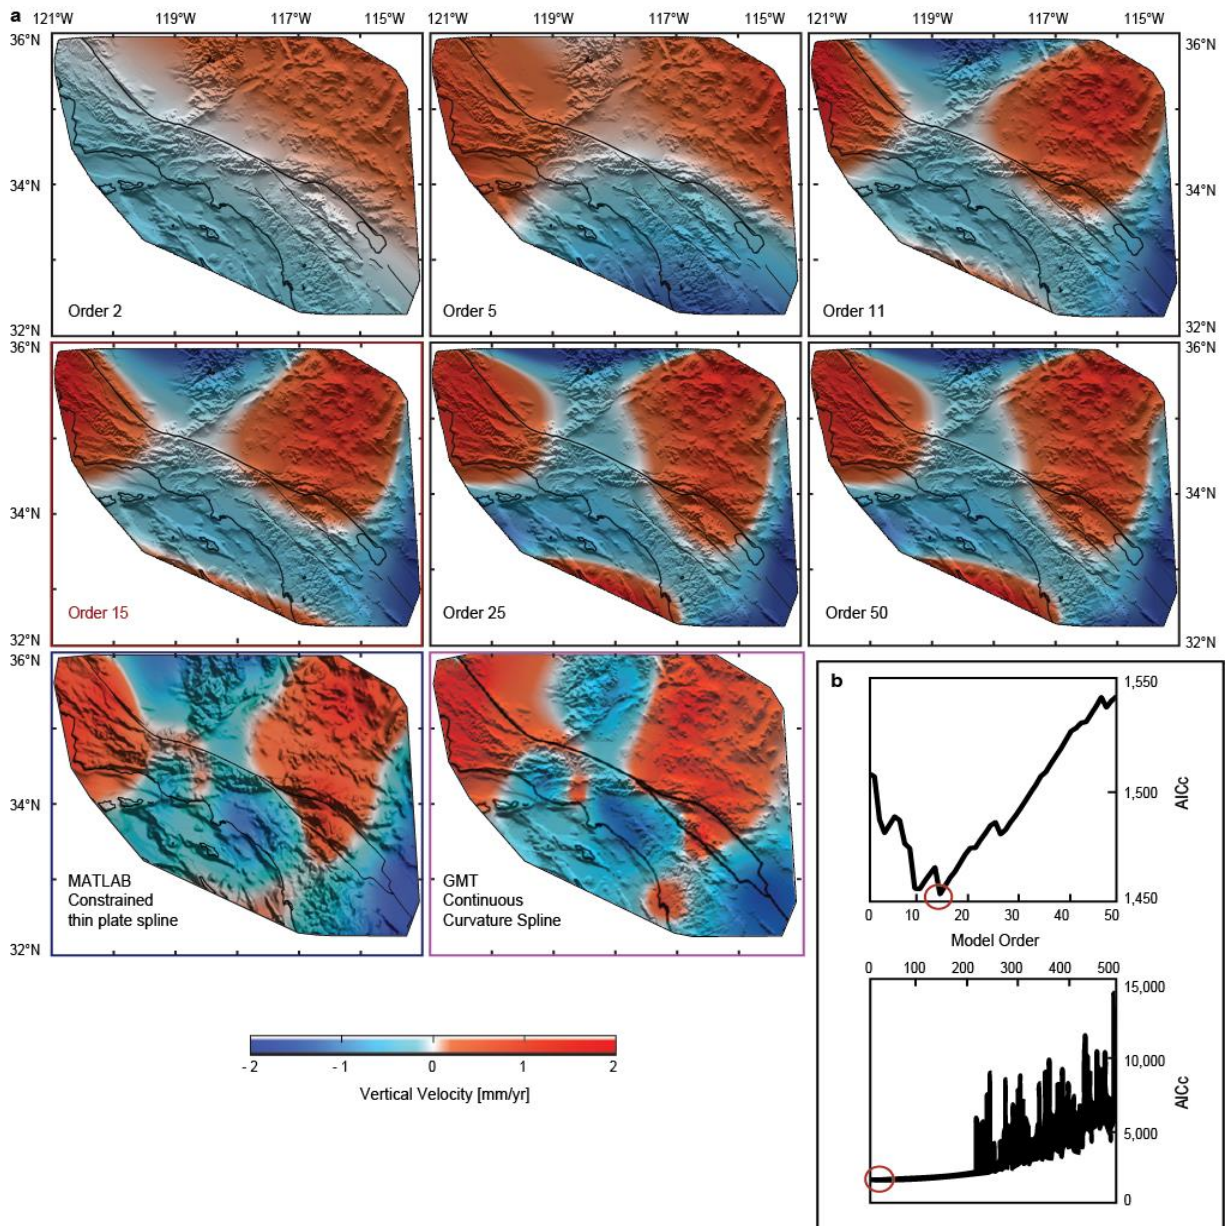 a
121°W 119°W 117°W 115°W 121°W 119°W 117°W 115°W 121°W 119°W 117°W 115°W
36°N 36°N
34°N 34°N
Order 2 Order 5 Order 11
32°N 32°N
36°N 36°N
34°N 34°N
Order 15 Order 25 Order 50
32°N 32°N
36°N
34°N
MATLAB
Constrained
thin plate spline
GMT
Continuous
Curvature Spline
32°N
- 2 - 1 0 1 2
Vertical Velocity [mm/yr]
b
1,550
1,500
AICc
1,450
0 10 20 30 40 50
Model Order
0 100 200 300 400 500
15,000
10,000
AICc
5,000
0